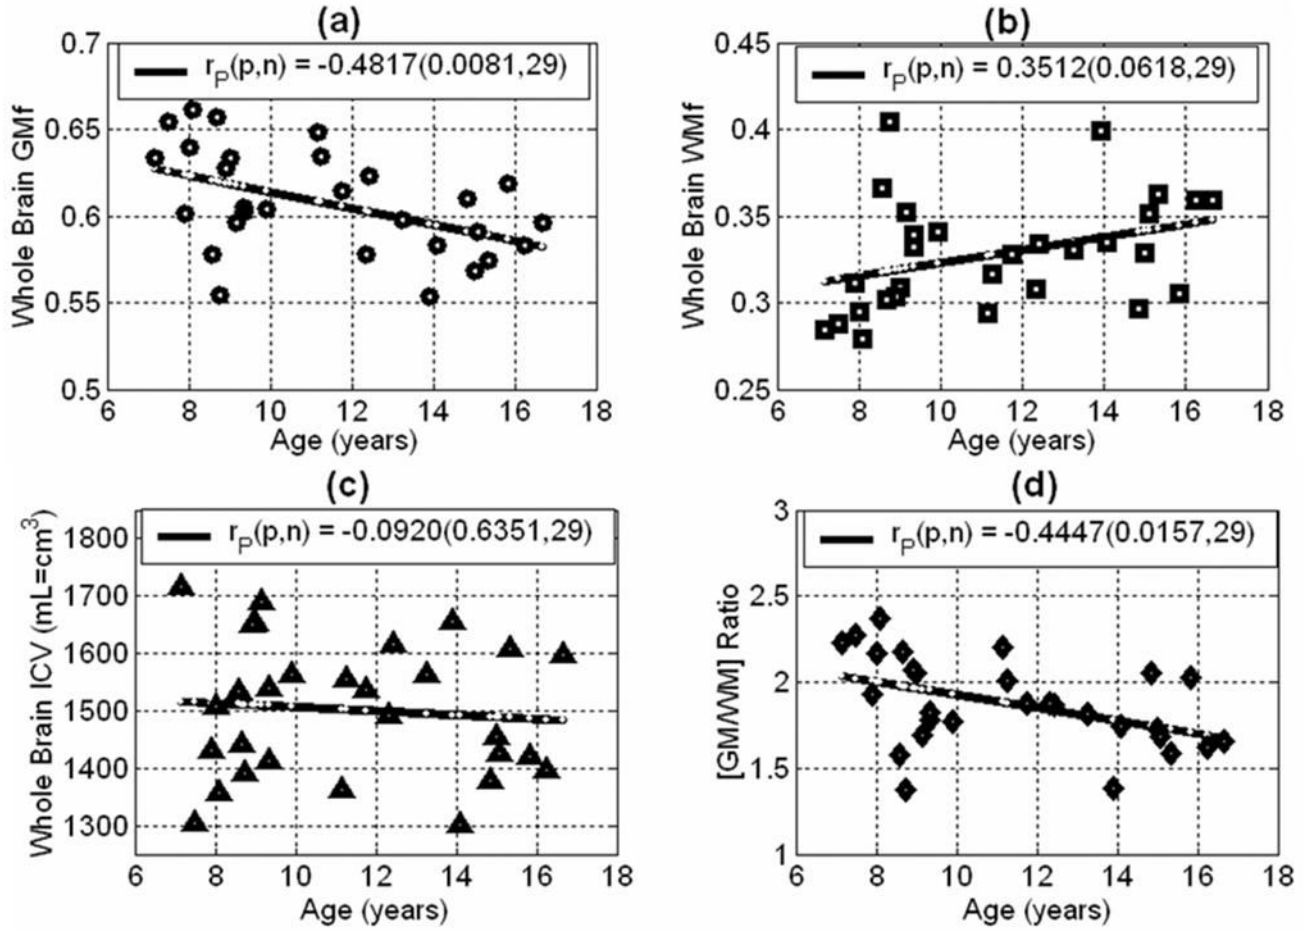 (a)
r_P(p,n) = -0.4817(0.0081,29)
Whole Brain GMf
0.7
0.65
0.6
0.55
0.5
6 8 10 12 14 16 18
Age (years)
(b)
r_P(p,n) = 0.3512(0.0618,29)
Whole Brain WMf
0.45
0.4
0.35
0.3
0.25
6 8 10 12 14 16 18
Age (years)
(c)
r_P(p,n) = -0.0920(0.6351,29)
Whole Brain ICV (mL=cm³)
1800
1700
1600
1500
1400
1300
6 8 10 12 14 16 18
Age (years)
(d)
r_P(p,n) = -0.4447(0.0157,29)
[GM/WM] Ratio
3
2.5
2
1.5
1
6 8 10 12 14 16 18
Age (years)